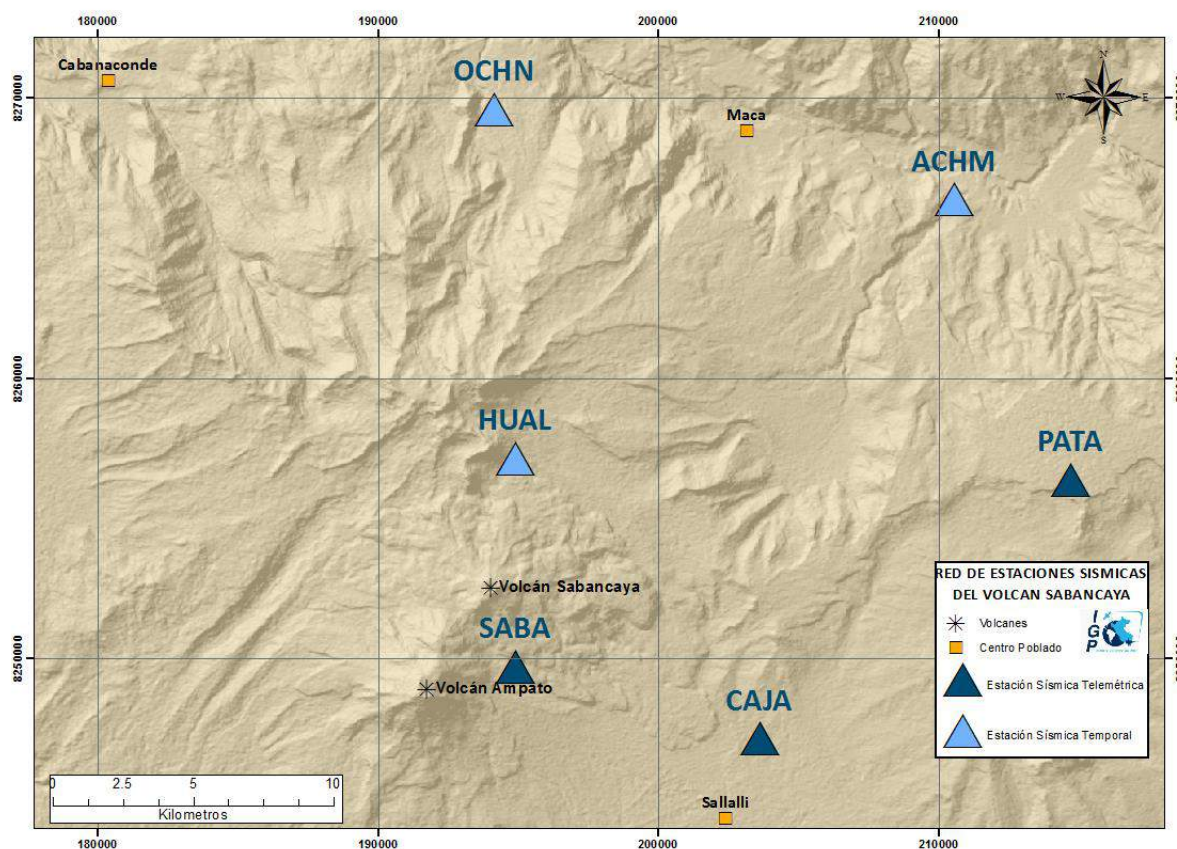 180000 190000 200000 210000
Cabanaconde
OCHN
N
W E
S
8270000
Maca
ACHM
8260000
HUAL
PATA
Volcán Sabancaya
SABA
8250000
Volcán Ampato
CAJA
Sallalli
RED DE ESTACIONES SISMICAS
DEL VOLCAN SABANCAYA
Volcanes
IGP
Centro Poblado
Estación Sísmica Telemétrica
Estación Sísmica Temporal
0 2.5 5 10
Kilometros
180000 190000 200000 210000